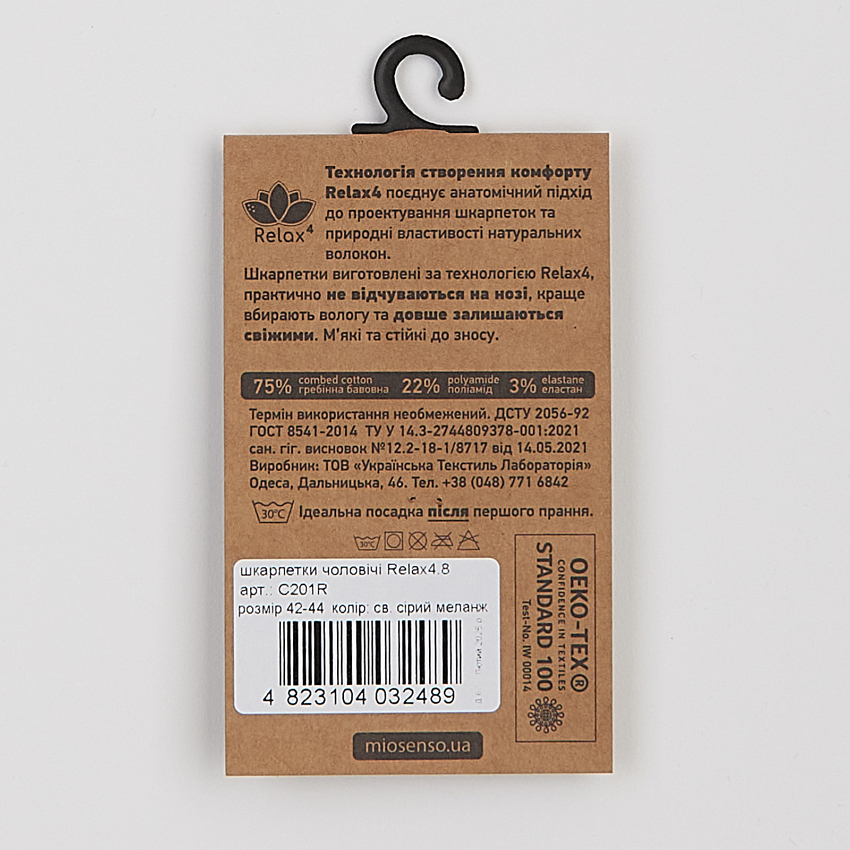 Технологія створення комфорту
Relax4 поєднує анатомічний підхід
до проектування шкарпеток та
природні властивості натуральних
волокон.
Relax⁴
Шкарпетки виготовлені за технологією Relax4,
практично не відчуваються на нозі, краще
вбирають вологу та довше залишаються
свіжими. М'які та стійкі до зносу.
75% combed cotton гребінна бавовна 22% polyamide поліамід 3% elastane еластан
Термін використання необмежений. ДСТУ 2056-92
ГОСТ 8541-2014 ТУ У 14.3-2744809378-001:2021
сан. гіг. висновок №12.2-18-1/8717 від 14.05.2021
Виробник: ТОВ «Українська Текстиль Лабораторія»
Одеса, Дальницька, 46. Тел. +38 (048) 771 6842
30°C Ідеальна посадка після першого прання.
30°C
шкарпетки чоловічі Relax4.8
арт.: C201R
розмір 42-44 колір: св. сірий меланж
4 823104 032489
OEKO-TEX®
CONFIDENCE IN TEXTILES
STANDARD 100
Test-No. IW 00014
miosenso.ua